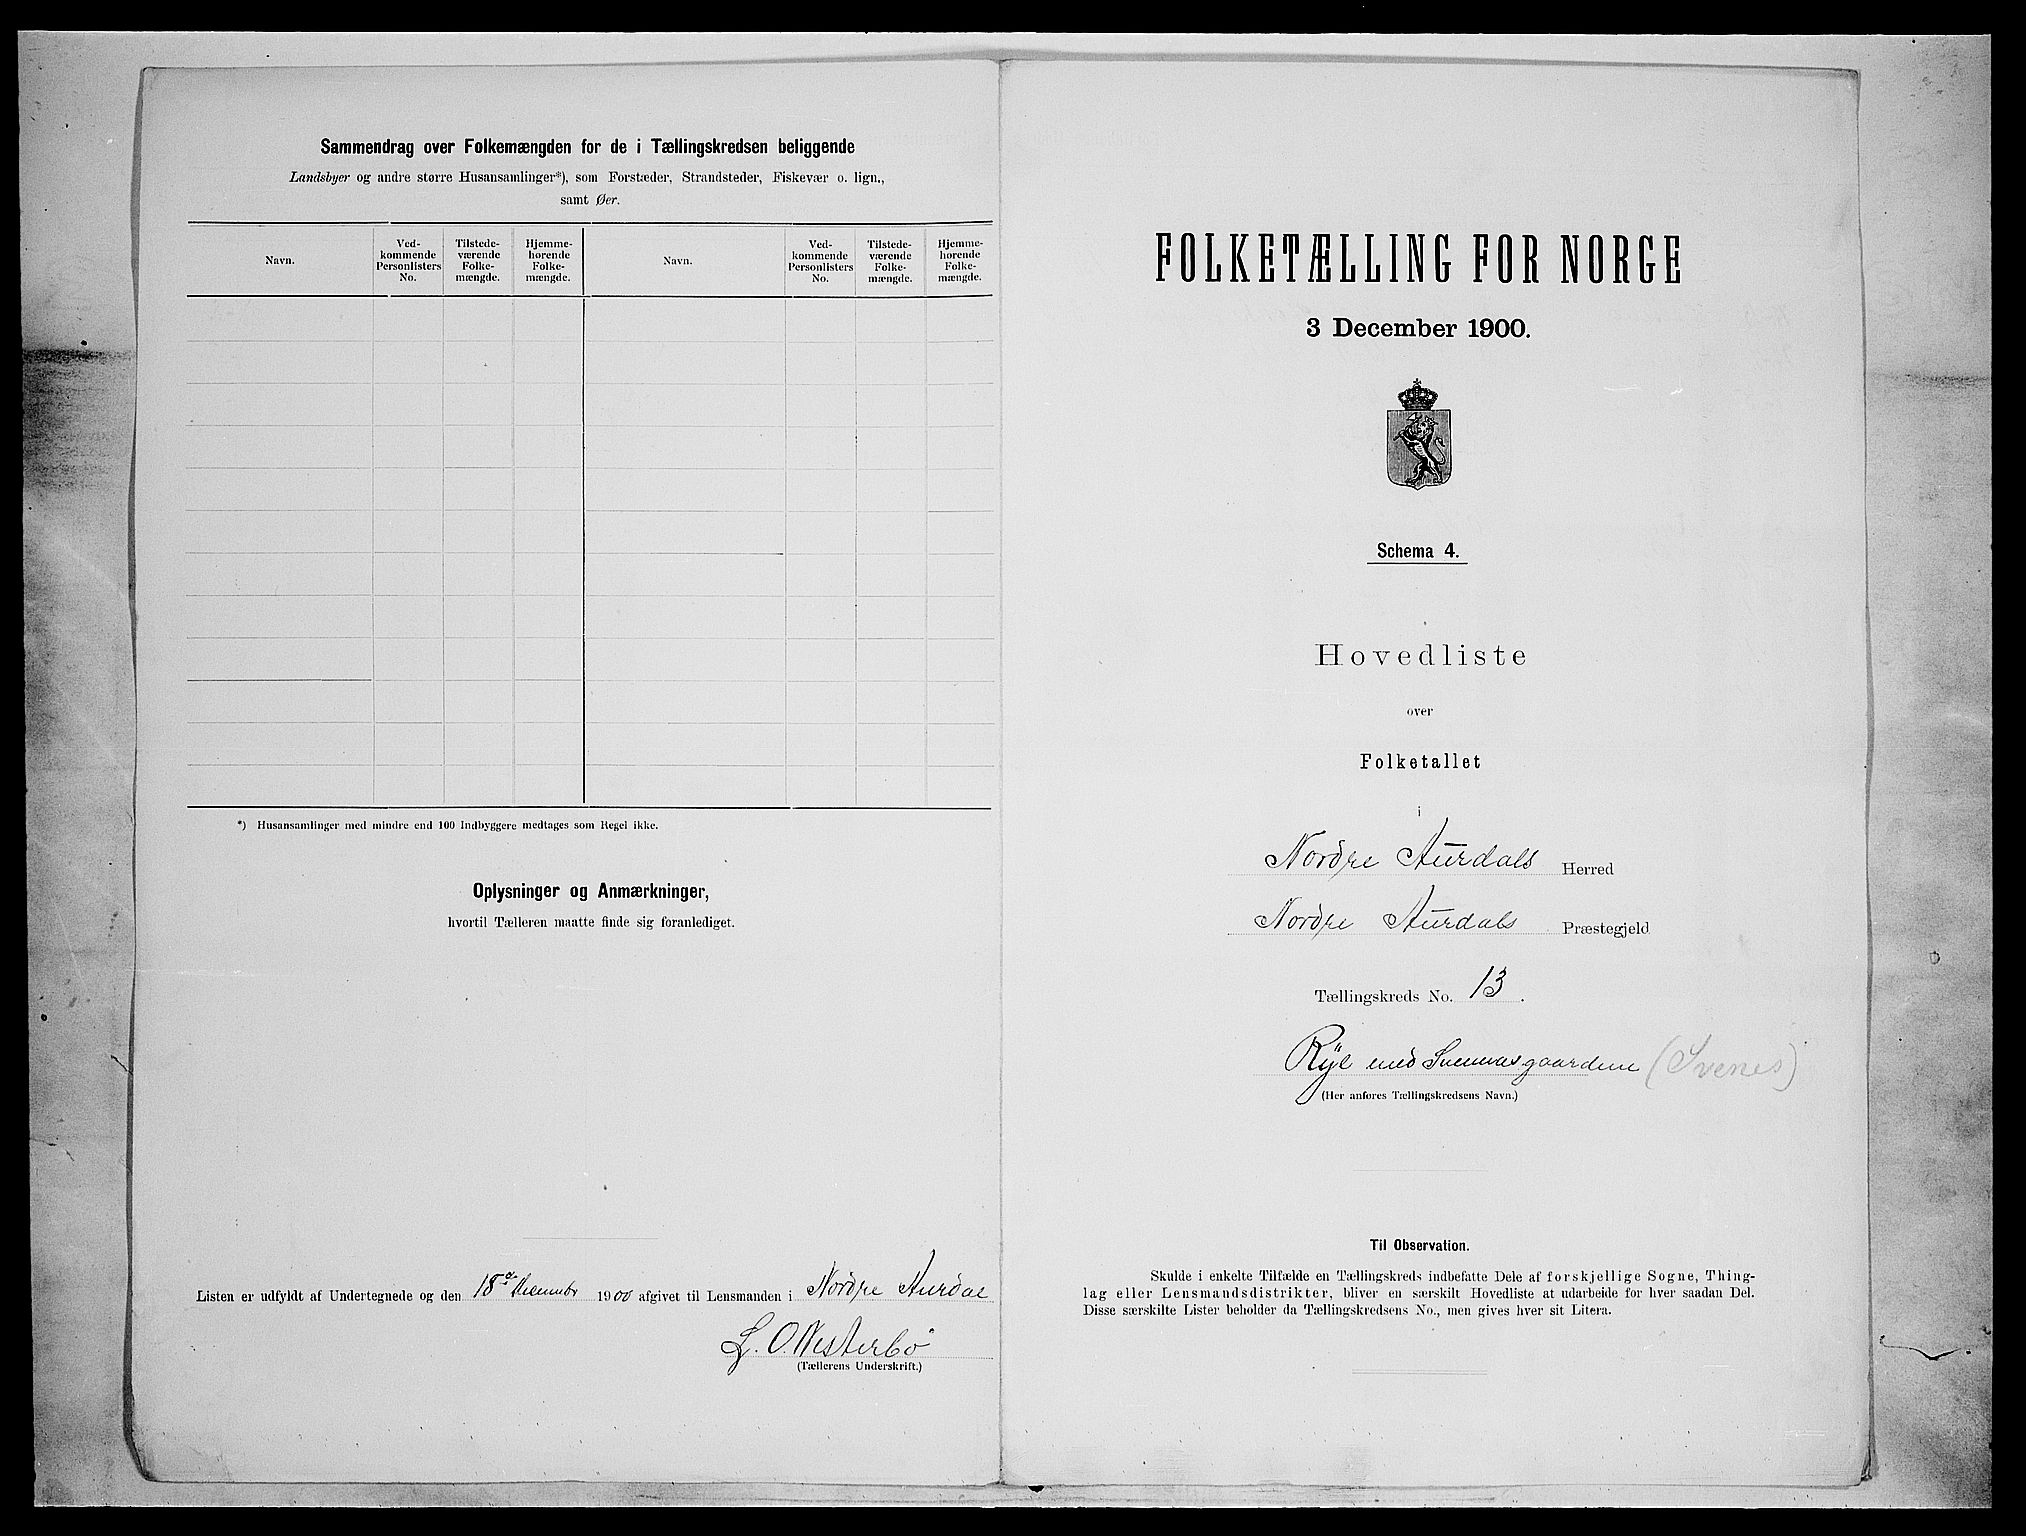 Sammendrag over Folkemængden for de i Tællingskredsen beliggende
Landsbyer og andre større Husansamlinger*), som Forstæder, Strandsteder, Fiskevær o. lign.,
samt Øer.
Navn.
Ved-
kommende
Personlisters
No.
Tilstede-
værende
Folke-
mængde.
Hjemme-
hørende
Folke-
mængde.
Navn.
Ved-
kommende
Personlisters
No.
Tilstede-
værende
Folke-
mængde.
Hjemme-
hørende
Folke-
mængde.
*) Husansamlinger med mindre end 100 Indbyggere medtages som Regel ikke.
Oplysninger og Anmærkninger,
hvortil Tælleren maatte finde sig foranlediget.
Listen er udfyldt af Undertegnede og den 18de December 1900 afgivet til Lensmanden i Nordre Aurdal
L. O. Westerbø
(Tællerens Underskrift.)
FOLKETÆLLING FOR NORGE
3 December 1900.
Schema 4.
Hovedliste
over
Folketallet
i
Nordre Aurdals Herred
Nordre Aurdals Præstegjeld
Tællingskreds No. 13.
med (Svenes)
(Her anføres Tællingskredsens Navn.)
Til Observation.
Skulde i enkelte Tilfælde en Tællingskreds indbefatte Dele af forskjellige Sogne, Thing-
lag eller Lensmandsdistrikter, bliver en særskilt Hovedliste at udarbeide for hver saadan Del.
Disse særskilte Lister beholder da Tællingskredsens No., men gives hver sit Litera.